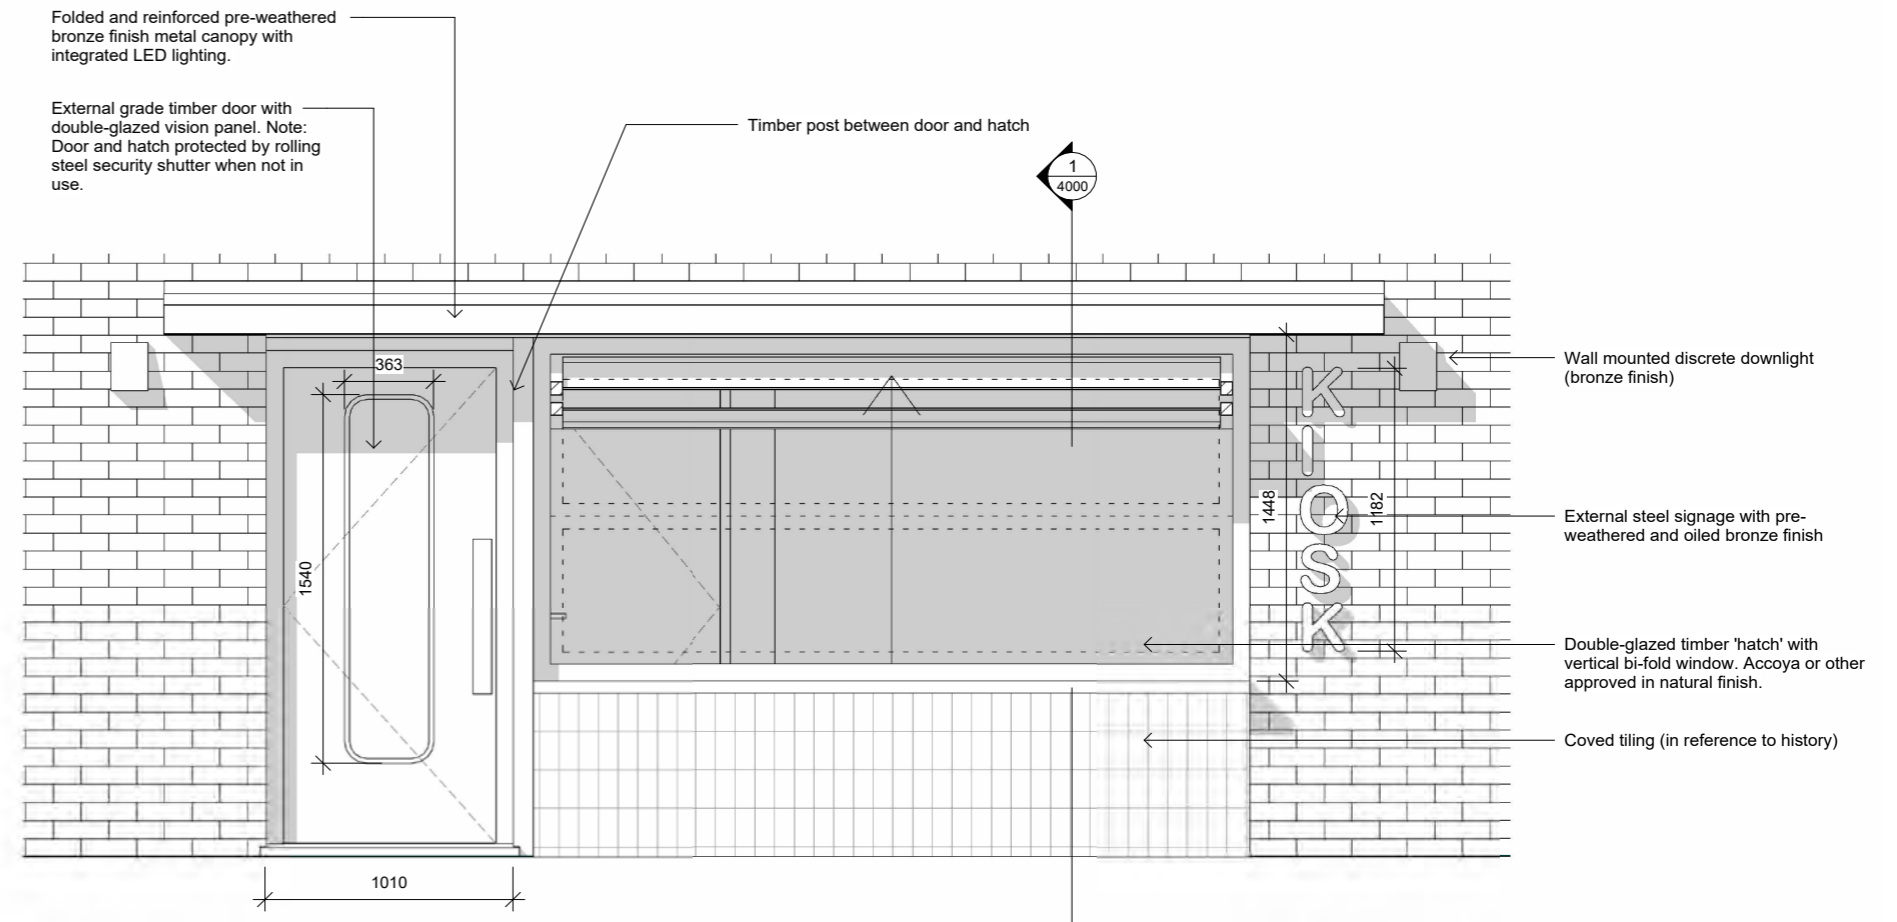 Folded and reinforced pre-weathered
bronze finish metal canopy with
integrated LED lighting.
External grade timber door with
double-glazed vision panel. Note:
Door and hatch protected by rolling
steel security shutter when not in
use.
Timber post between door and hatch
1
4000
363
1540
1010
1448
1182
K
I
O
S
K
Wall mounted discrete downlight
(bronze finish)
External steel signage with pre-
weathered and oiled bronze finish
Double-glazed timber 'hatch' with
vertical bi-fold window. Accoya or other
approved in natural finish.
Coved tiling (in reference to history)